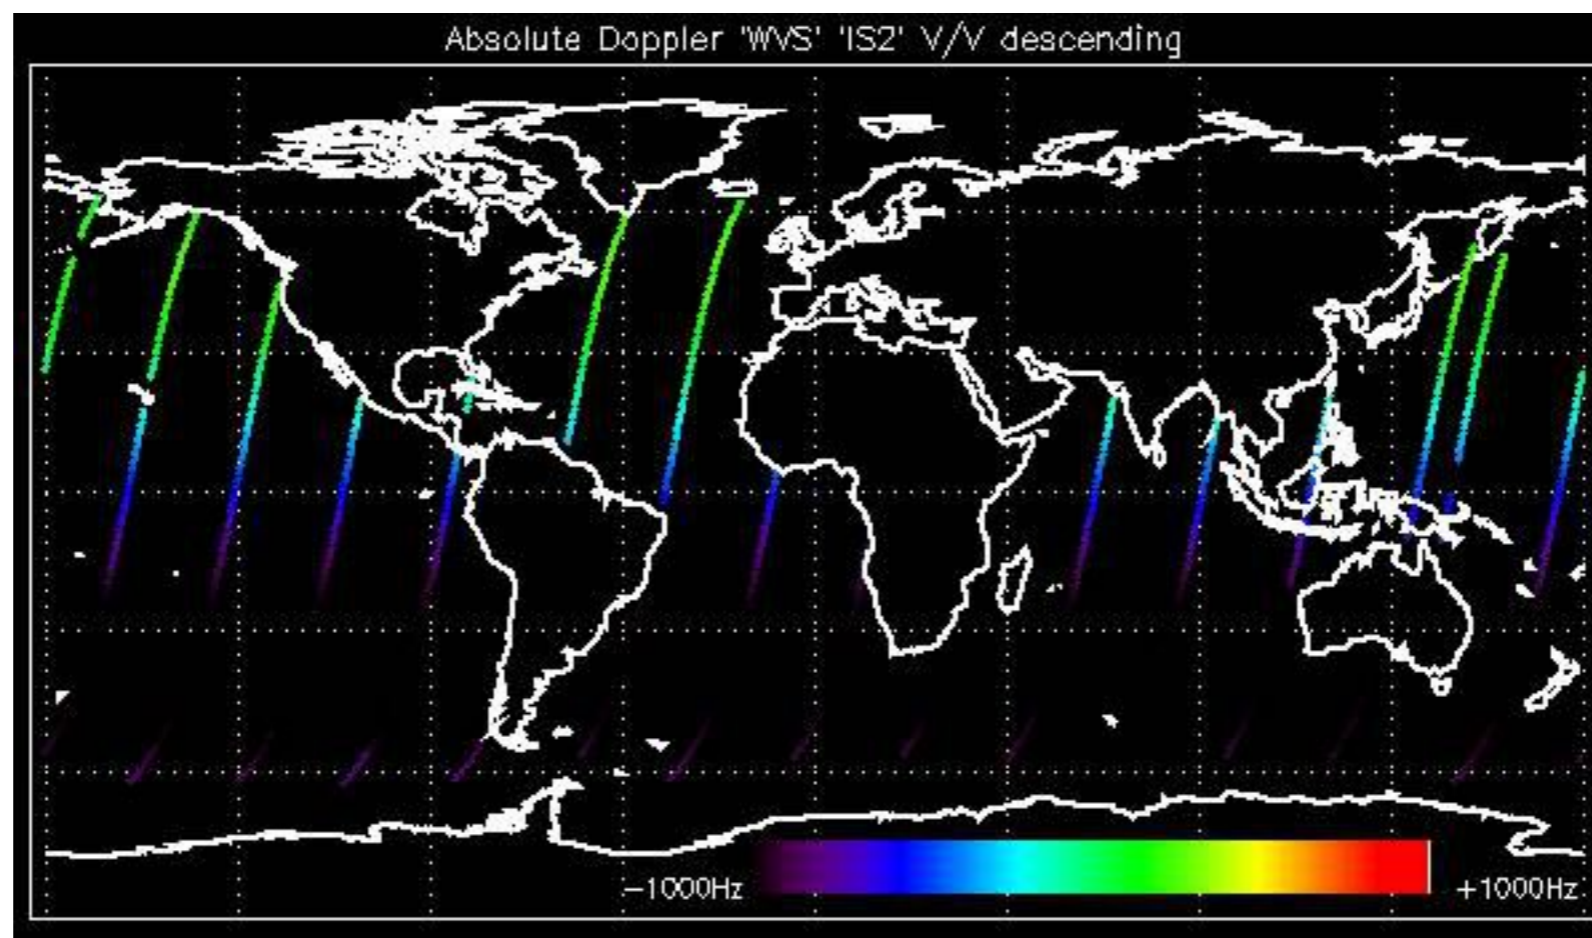 Absolute Doppler 'WVS' 'IS2' V/V descending
−1000Hz +1000Hz